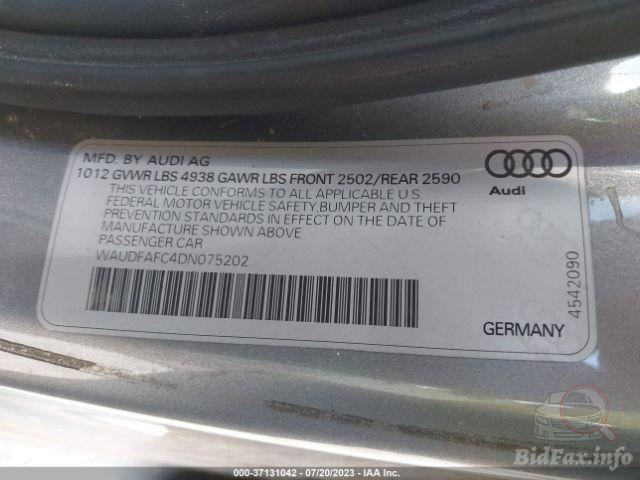 MFD. BY AUDI AG
1012 GVWR LBS 4938 GAWR LBS FRONT 2502/REAR 2590
THIS VEHICLE CONFORMS TO ALL APPLICABLE U S
FEDERAL MOTOR VEHICLE SAFETY BUMPER AND THEFT
PREVENTION STANDARDS IN EFFECT ON THE DATE OF
MANUFACTURE SHOWN ABOVE
PASSENGER CAR
WAUDFAFC4DN075202
Audi
4542090
GERMANY
BidFax.info
000-37131042 - 07/20/2023 - IAA Inc.